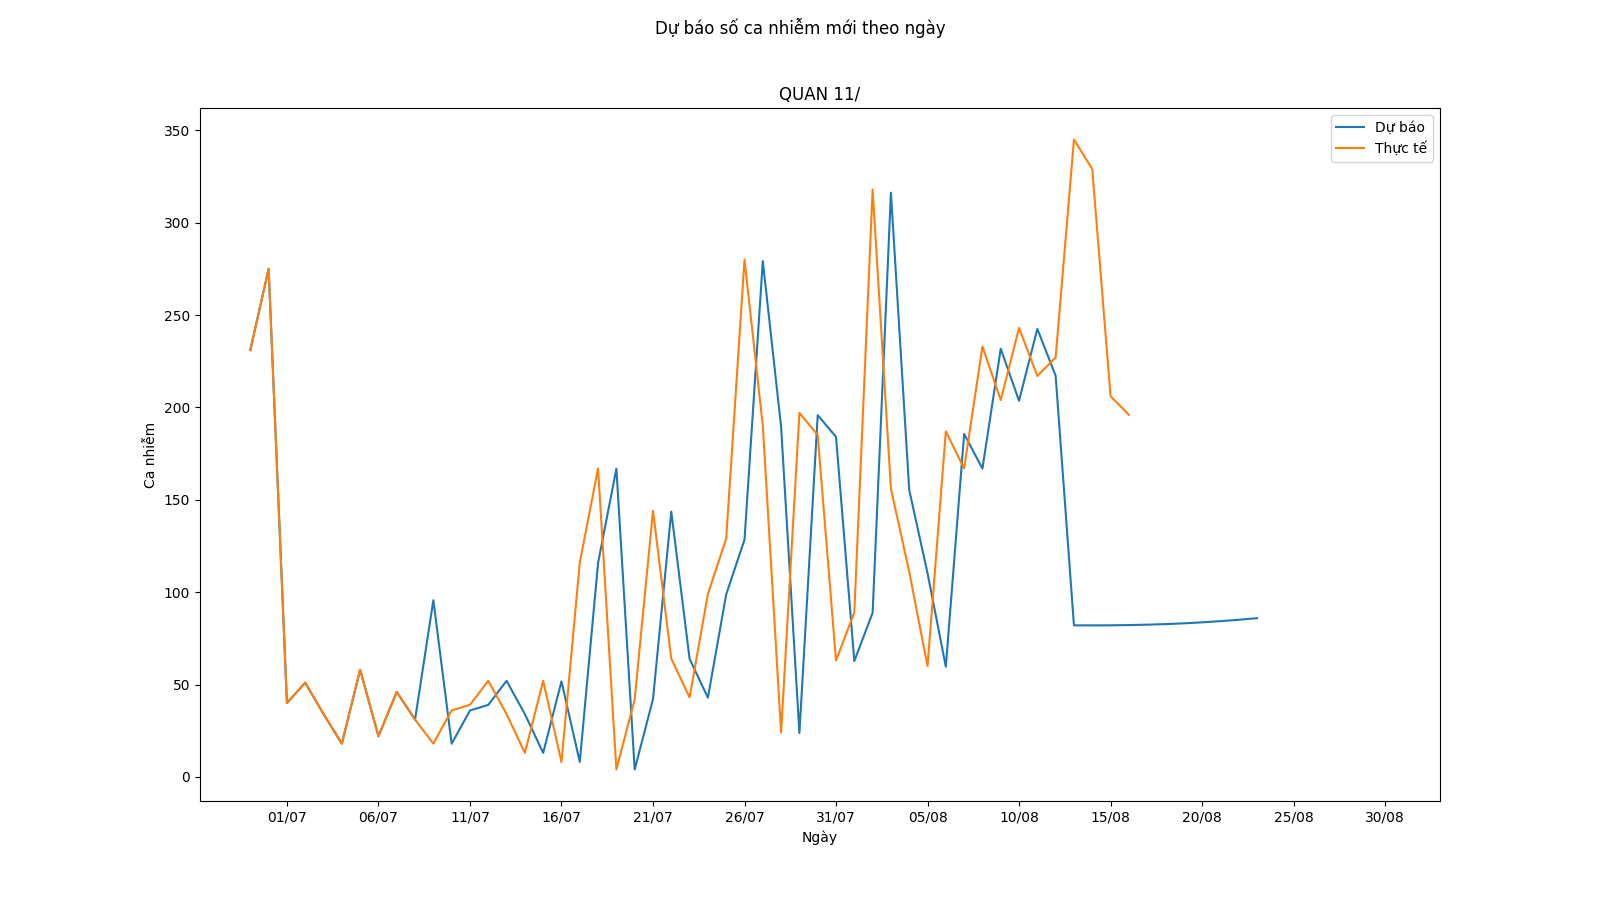 Dự báo số ca nhiễm mới theo ngày
QUAN 11/
Dự báo
Thực tế
350
300
250
200
150
100
50
0
Ca nhiễm
01/07 06/07 11/07 16/07 21/07 26/07 31/07 05/08 10/08 15/08 20/08 25/08 30/08
Ngày